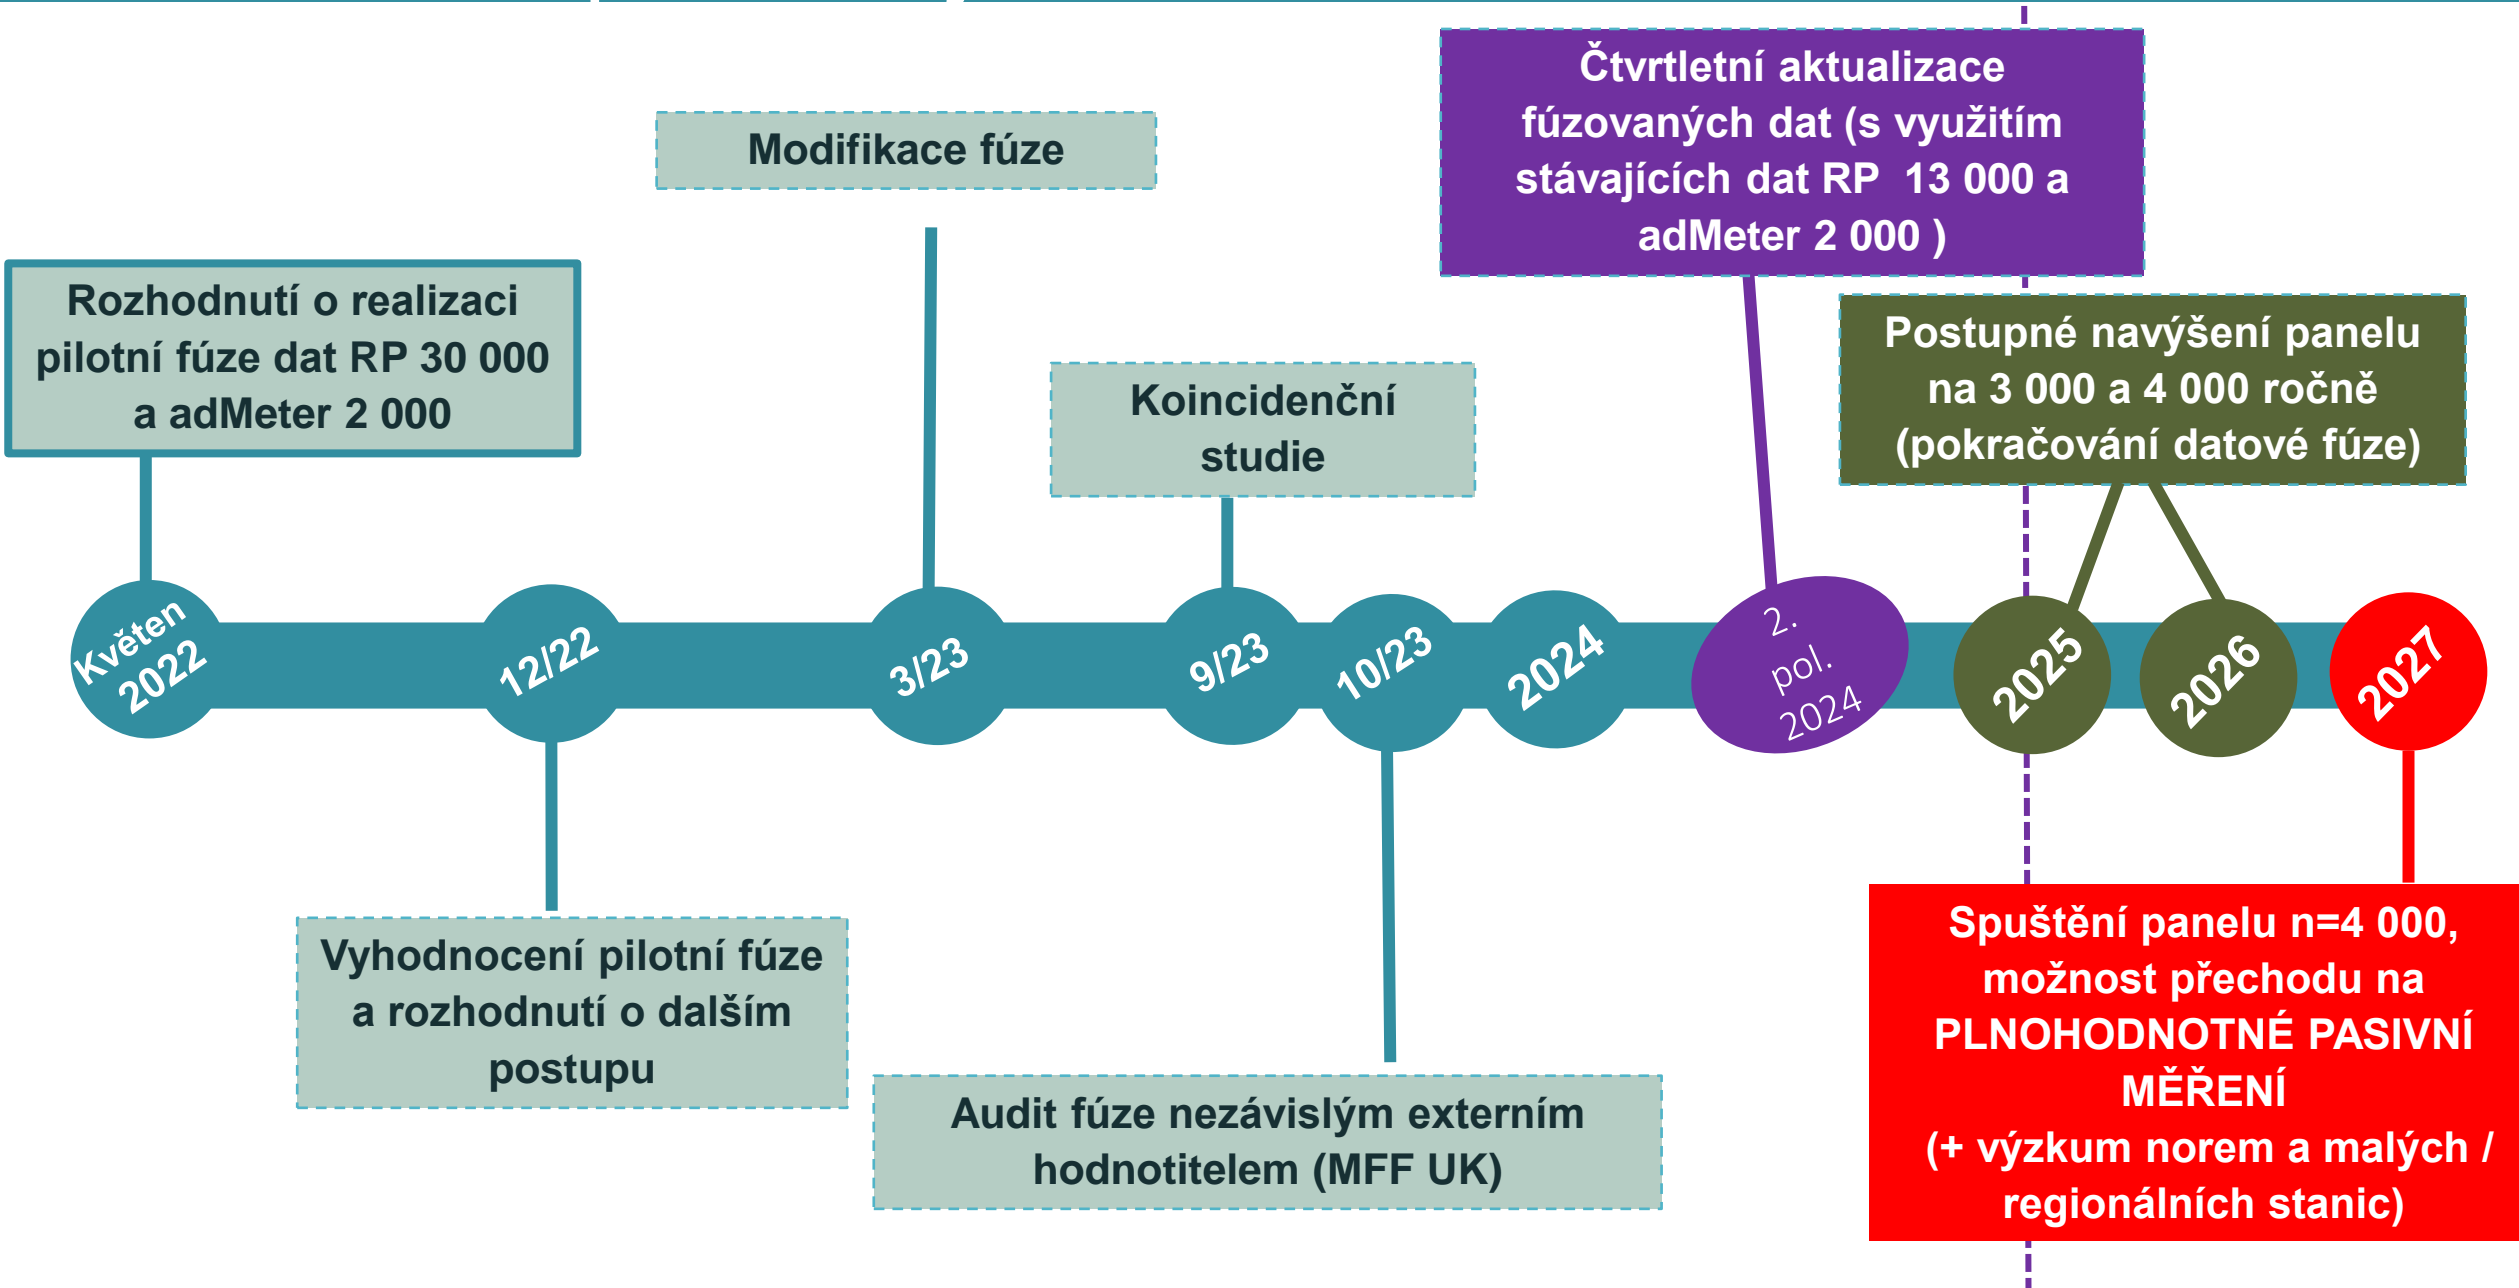 Čtvrtletní aktualizace
fúzovaných dat (s využitím
stávajících dat RP 13 000 a
adMeter 2 000 )
Modifikace fúze
Rozhodnutí o realizaci
pilotní fúze dat RP 30 000
a adMeter 2 000
Postupné navýšení panelu
na 3 000 a 4 000 ročně
(pokračování datové fúze)
Koincidenční
studie
Květen
2022
12/22
3/23
9/23
10/23
2024
2.
pol.
2024
2025
2026
2027
Vyhodnocení pilotní fúze
a rozhodnutí o dalším
postupu
Audit fúze nezávislým externím
hodnotitelem (MFF UK)
Spuštění panelu n=4 000,
možnost přechodu na
PLNOHODNOTNÉ PASIVNÍ
MĚŘENÍ
(+ výzkum norem a malých /
regionálních stanic)